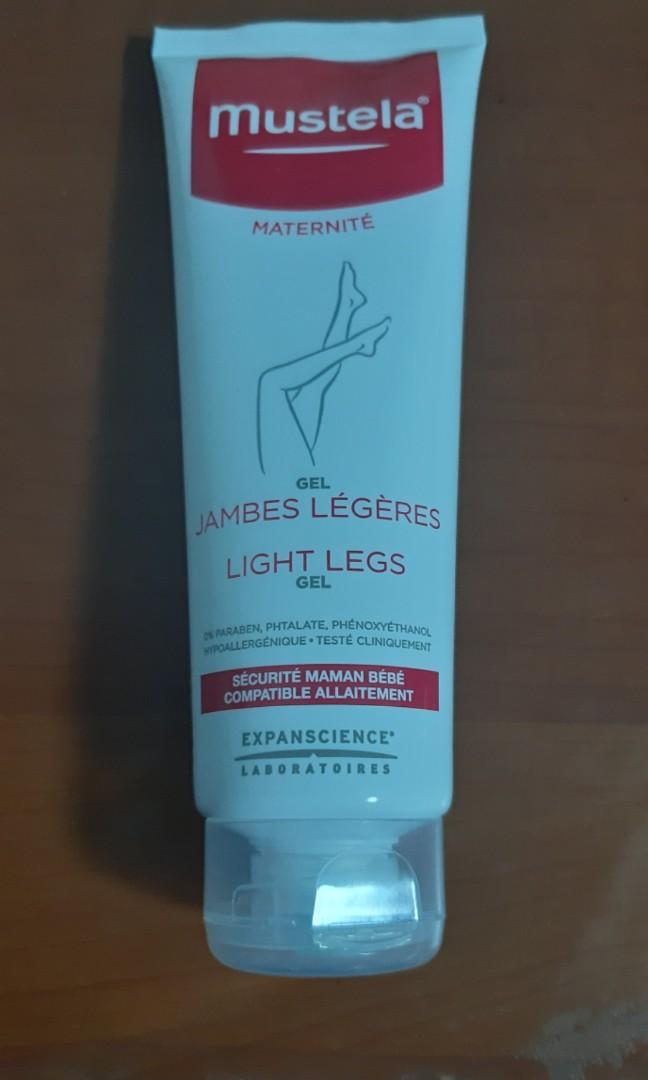 mustela®
MATERNITÉ
GEL
JAMBES LÉGÈRES
LIGHT LEGS
GEL
0% PARABEN, PHTALATE, PHÉNOXYÉTHANOL
HYPOALLERGÉNIQUE • TESTÉ CLINIQUEMENT
SÉCURITÉ MAMAN BÉBÉ
COMPATIBLE ALLAITEMENT
EXPANSCIENCE®
LABORATOIRES